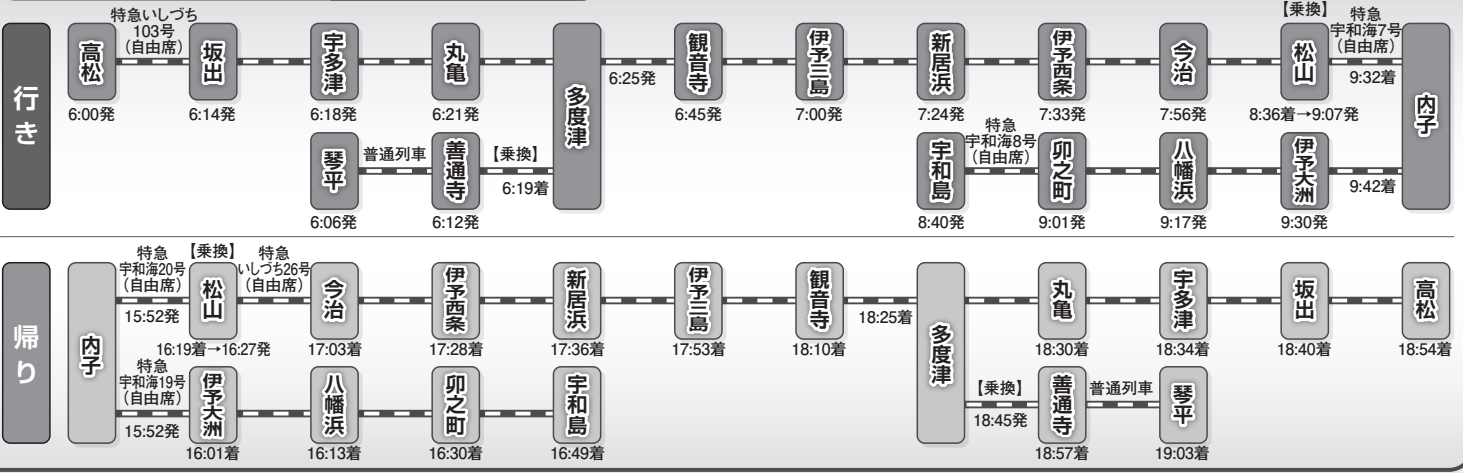 行き
特急いしづち
103号
(自由席)
高松
坂出
宇多津
丸亀
多度津
6:25発
観音寺
伊予三島
新居浜
伊予西条
今治
【乗換】
松山
特急
宇和海7号
(自由席)
9:32着
内子
6:00発
6:14発
6:18発
6:21発
6:45発
7:00発
7:24発
7:33発
7:56発
8:36着→9:07発
琴平
普通列車
善通寺
【乗換】
6:19着
宇和島
特急
宇和海8号
(自由席)
卯之町
八幡浜
伊予大洲
9:42着
6:06発
6:12発
8:40発
9:01発
9:17発
9:30発
帰り
内子
特急
宇和海20号
(自由席)
15:52発
【乗換】
松山
特急
いしづち26号
(自由席)
今治
伊予西条
新居浜
伊予三島
観音寺
18:25着
多度津
丸亀
宇多津
坂出
高松
16:19着→16:27発
17:03着
17:28着
17:36着
17:53着
18:10着
18:30着
18:34着
18:40着
18:54着
特急
宇和海19号
(自由席)
15:52発
伊予大洲
八幡浜
卯之町
宇和島
【乗換】
18:45発
善通寺
普通列車
琴平
16:01着
16:13着
16:30着
16:49着
18:57着
19:03着